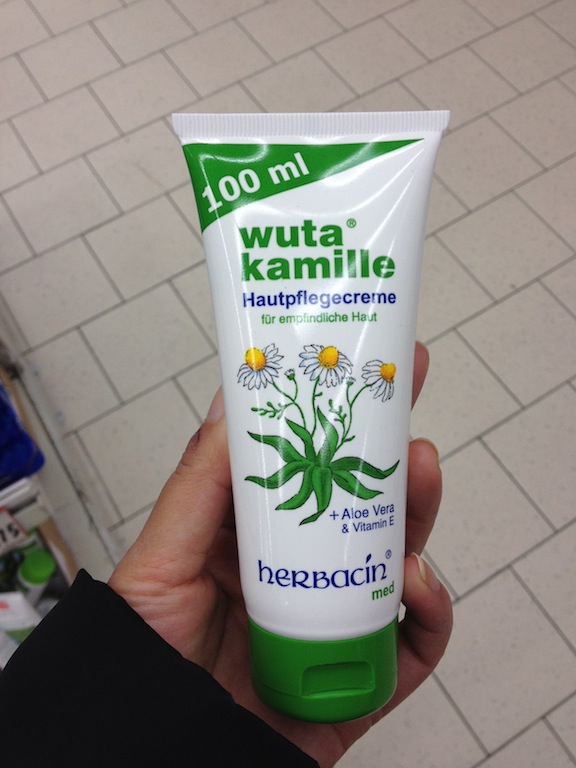 100 ml
wuta®
kamille
Hautpflegecreme
für empfindliche Haut
+ Aloe Vera
& Vitamin E
herbacin®
med